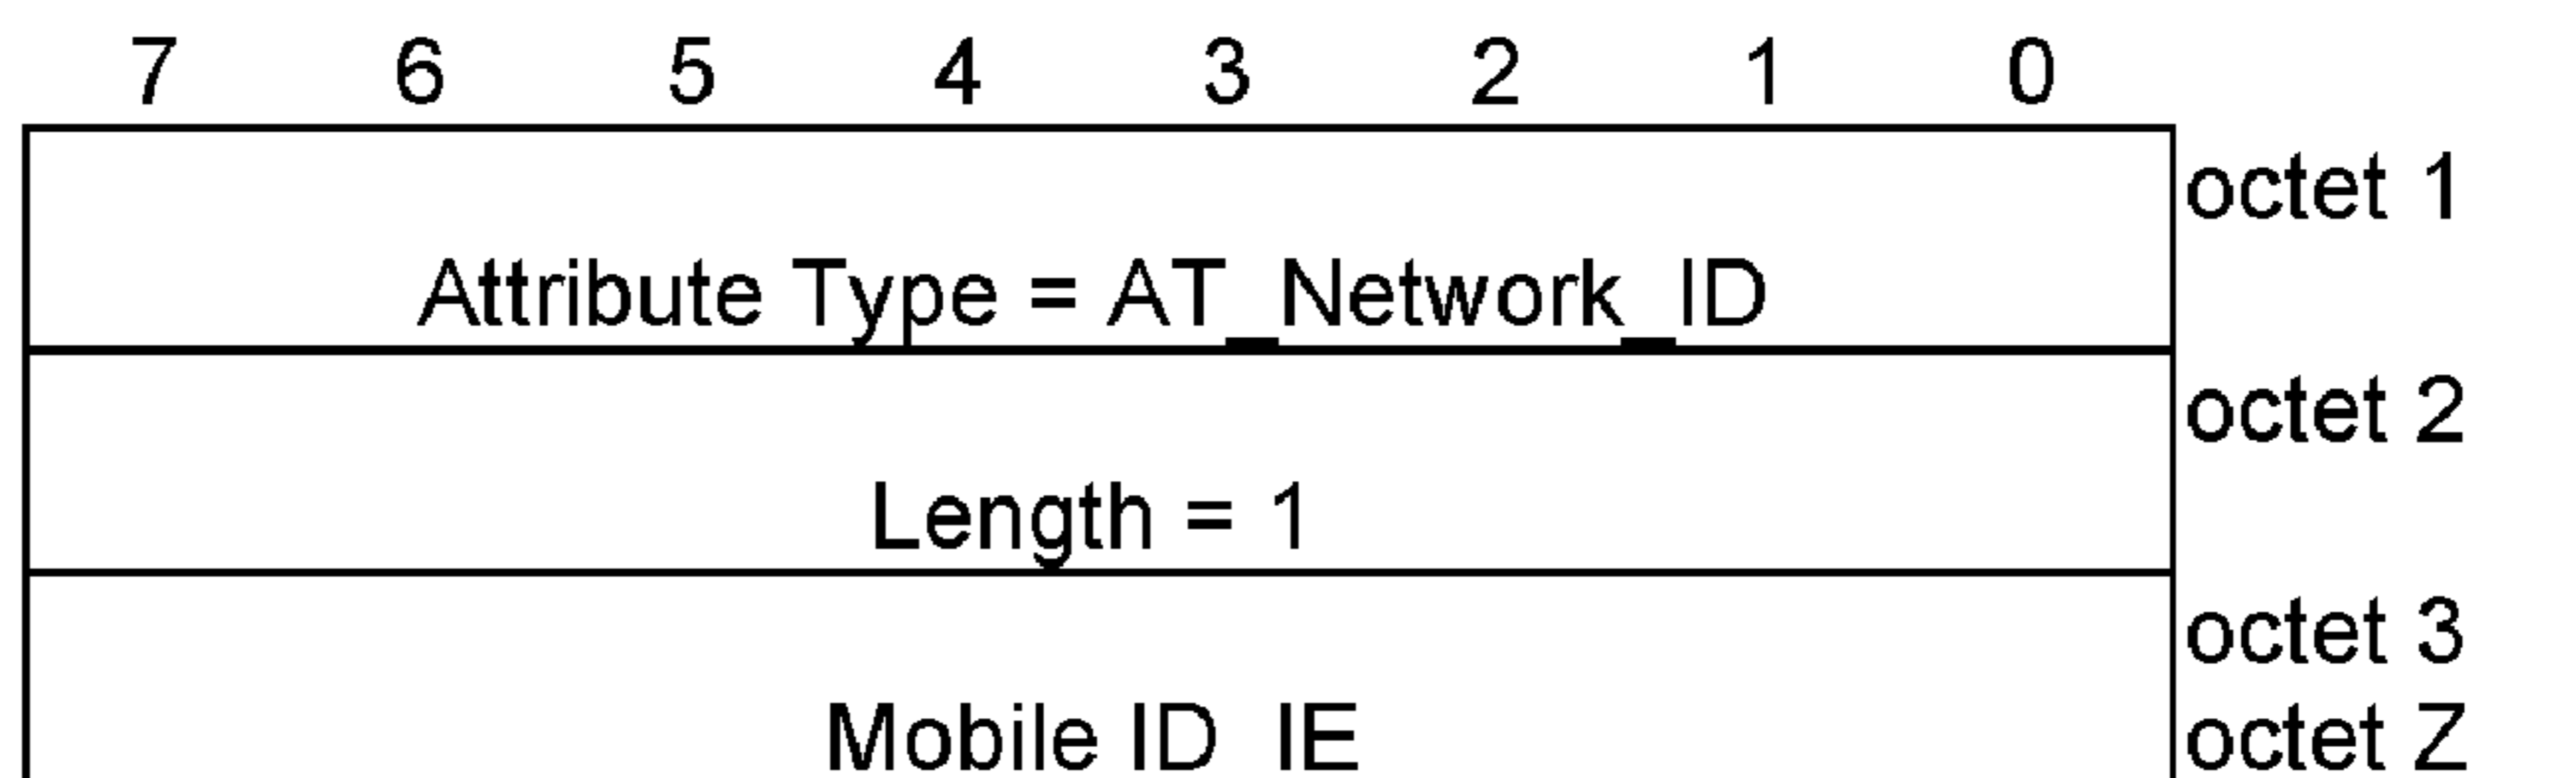 7 6 5 4 3 2 1 0
octet 1
Attribute Type = AT_Network_ID
octet 2
Length = 1
octet 3
Mobile ID IE octet Z